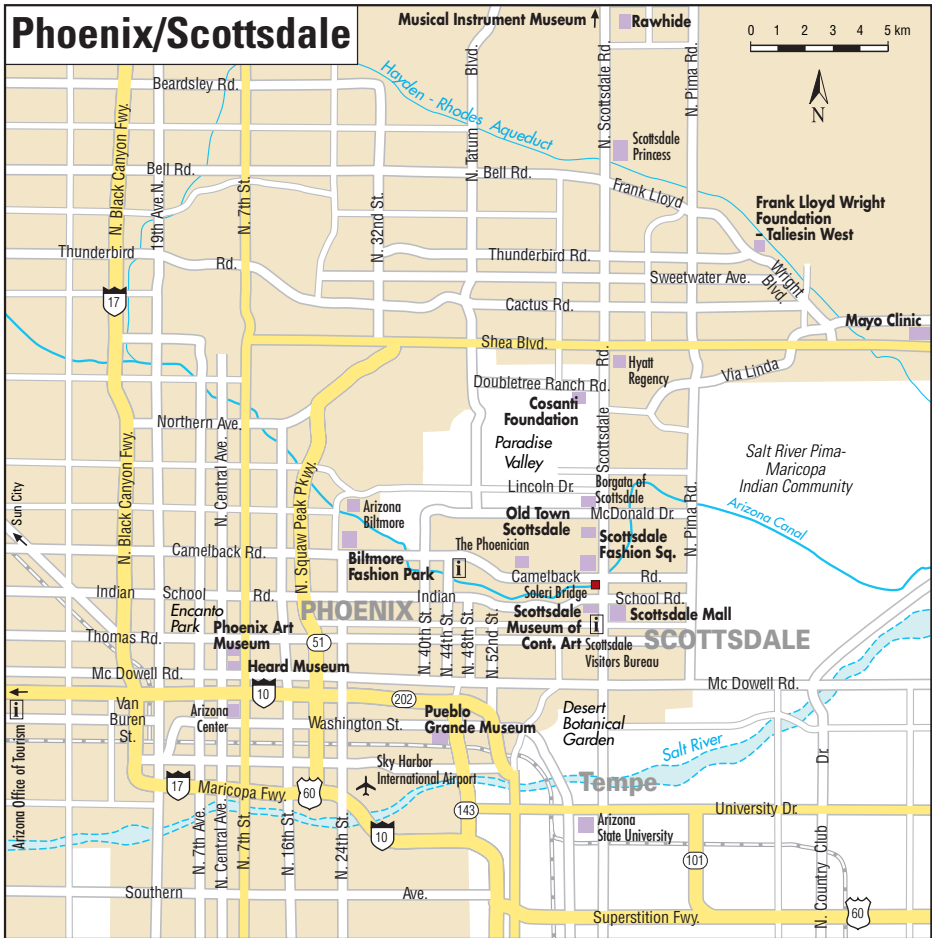 Phoenix/Scottsdale
Musical Instrument Museum
Rawhide
0 1 2 3 4 5 km
N
Beardsley Rd.
Hayden - Rhodes Aqueduct
N. Tatum Blvd.
N. Scottsdale Rd.
N. Pima Rd.
N. Black Canyon Fwy.
19th Ave.N.
N. 7th St.
N. 32nd St.
Scottsdale
Princess
Bell Rd.
Bell Rd.
Frank Lloyd
Wright
Blvd.
Frank Lloyd Wright
Foundation
– Taliesin West
Thunderbird
Rd.
Thunderbird Rd.
Sweetwater Ave.
17
Cactus Rd.
Mayo Clinic
Shea Blvd.
Rd.
Scottsdale
Hyatt
Regency
Via Linda
Doubletree Ranch Rd.
Cosanti
Foundation
Northern Ave.
Paradise
Valley
Salt River Pima-
Maricopa
Indian Community
N. Black Canyon Fwy.
N. Central Ave.
N. Squaw Peak Pkwy.
Lincoln Dr.
Borgata of
Scottsdale
McDonald Dr.
N. Pima Rd.
Arizona Canal
Sun City
Arizona
Biltmore
Old Town
Scottsdale
Scottsdale
Fashion Sq.
Camelback Rd.
Biltmore
Fashion Park
The Phoenician
i
Camelback
Rd.
Soleri Bridge
Indian
School
Rd.
Indian
School Rd.
Encanto
Park
PHOENIX
N. 40th St.
N. 44th St.
N. 48th St.
N. 52nd St.
Scottsdale
Museum of
Cont. Art
i
Scottsdale Mall
SCOTTSDALE
Scottsdale
Visitors Bureau
Thomas Rd.
Phoenix Art
Museum
51
Heard Museum
Mc Dowell Rd.
Mc Dowell Rd.
10
202
i
Arizona Office of Tourism
Van
Buren
St.
Arizona
Center
Washington St.
Pueblo
Grande Museum
Desert
Botanical
Garden
Salt River
Sky Harbor
International Airport
Tempe
17
Maricopa Fwy.
60
143
University Dr.
N. 7th Ave.
N. Central Ave.
N. 7th St.
N. 16th St.
N. 24th St.
10
Arizona
State University
101
N. Country Club
Dr.
Southern
Ave.
Superstition Fwy.
60